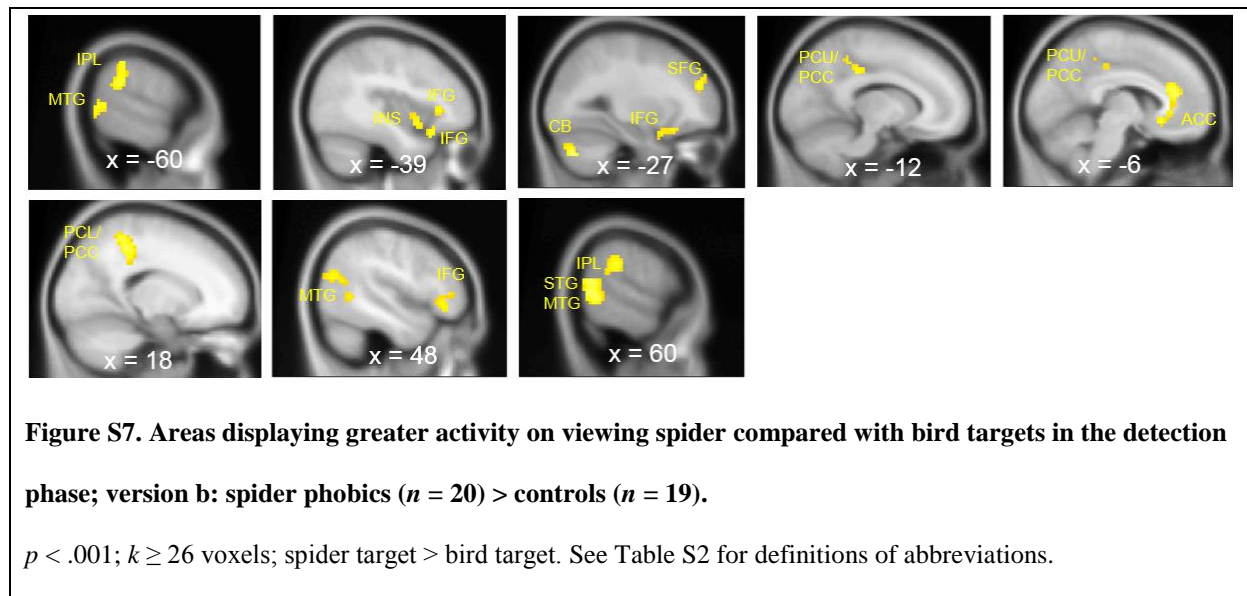 IPL
MTG
x = -60
INS
IFG
IFG
x = -39
SFG
IFG
CB
x = -27
PCU/
PCC
x = -12
PCU/
PCC
ACC
x = -6
PCL/
PCC
x = 18
MTG
IFG
x = 48
IPL
STG
MTG
x = 60
Figure S7. Areas displaying greater activity on viewing spider compared with bird targets in the detection
phase; version b: spider phobics (n = 20) > controls (n = 19).
p < .001; k ≥ 26 voxels; spider target > bird target. See Table S2 for definitions of abbreviations.